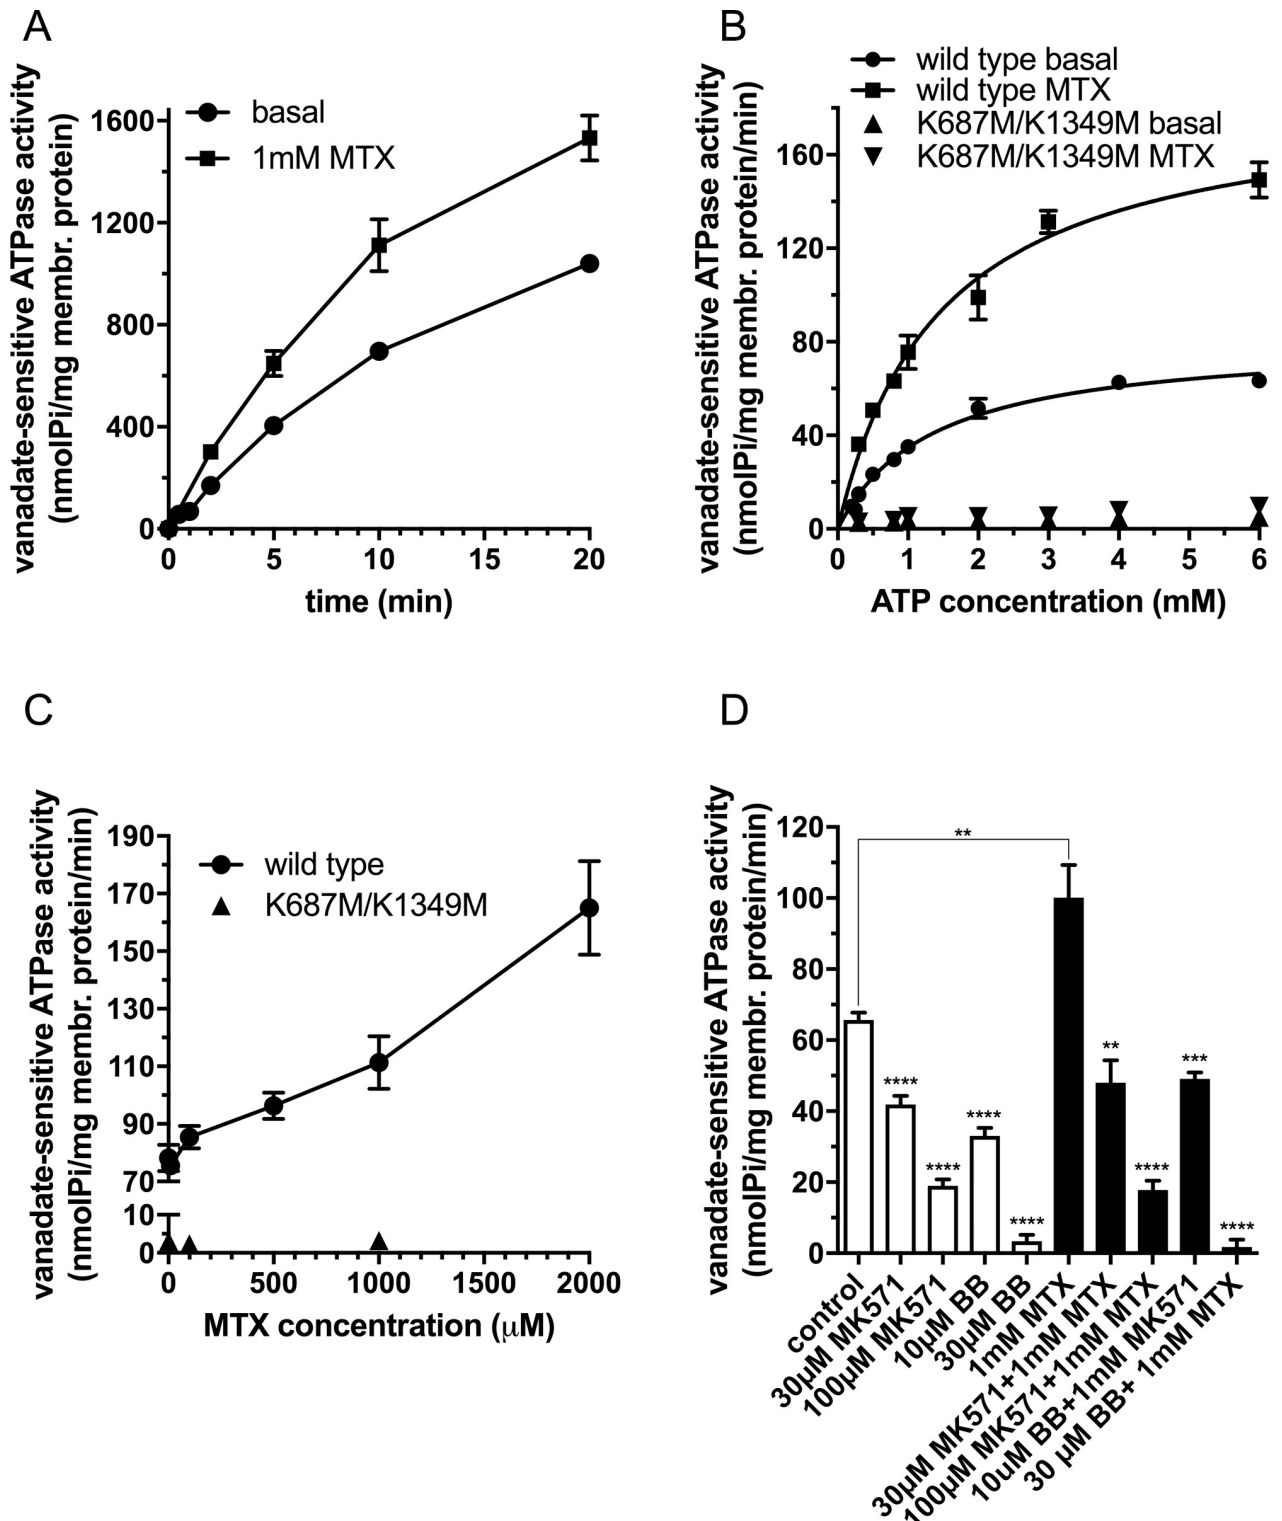 A
vanadate-sensitive ATPase activity
(nmolPi/mg membr. protein)
basal
1mM MTX
1600
1200
800
400
0
0 5 10 15 20
time (min)
B
vanadate-sensitive ATPase activity
(nmolPi/mg membr. protein/min)
wild type basal
wild type MTX
K687M/K1349M basal
K687M/K1349M MTX
160
120
80
40
0
0 1 2 3 4 5 6
ATP concentration (mM)
C
vanadate-sensitive ATPase activity
(nmolPi/mg membr. protein/min)
wild type
K687M/K1349M
190
170
150
130
110
90
70
10
0
0 500 1000 1500 2000
MTX concentration (μM)
D
vanadate-sensitive ATPase activity
(nmolPi/mg membr. protein/min)
120
100
80
60
40
20
0
**
****
****
****
****
**
****
***
****
control
30μM MK571
100μM MK571
10μM BB
30μM BB
1mM MTX
30μM MK571+1mM MTX
100μM MK571+1mM MTX
10uM BB+1mM MK571
30 μM BB+ 1mM MTX